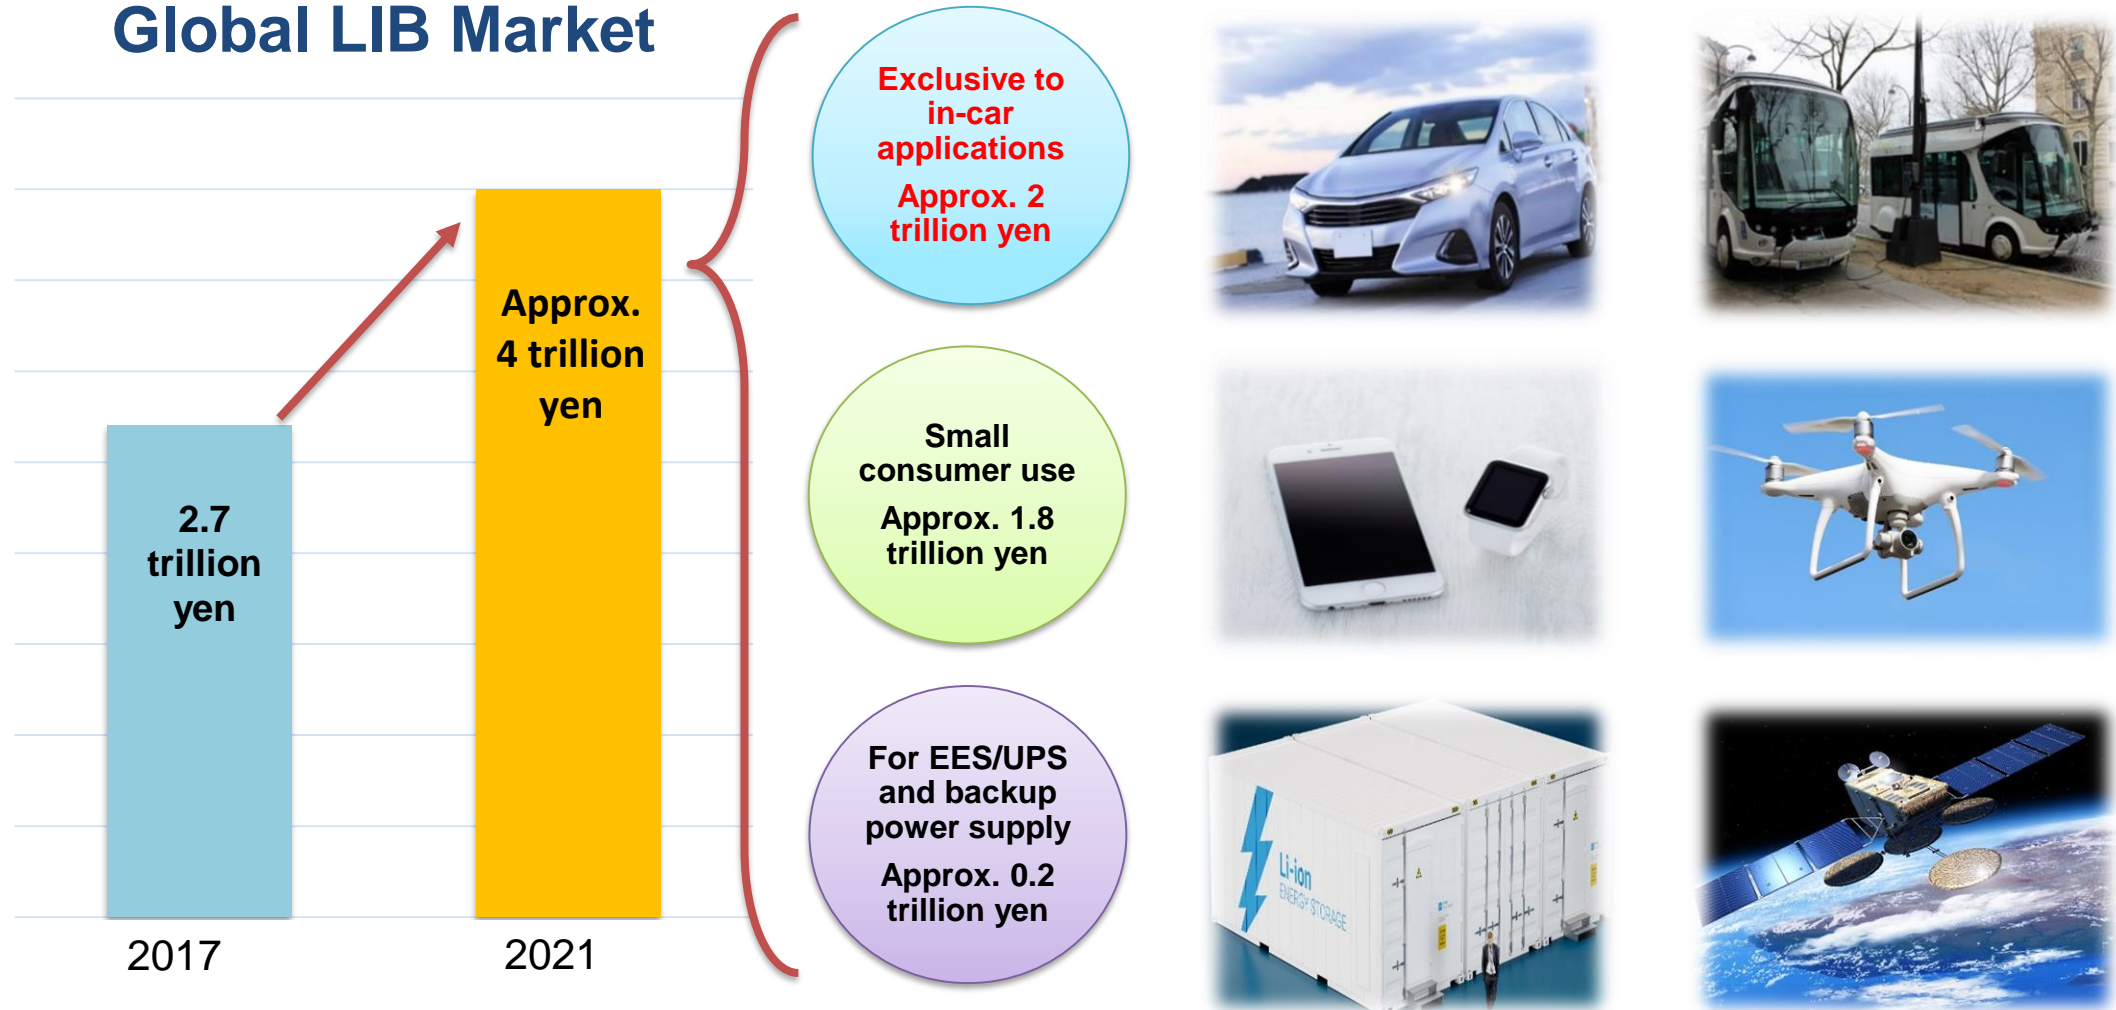 Global LIB Market
2.7
trillion
yen
Approx.
4 trillion
yen
2017
2021
Exclusive to
in-car
applications
Approx. 2
trillion yen
Small
consumer use
Approx. 1.8
trillion yen
For EES/UPS
and backup
power supply
Approx. 0.2
trillion yen
Li-ion
ENERGY STORAGE